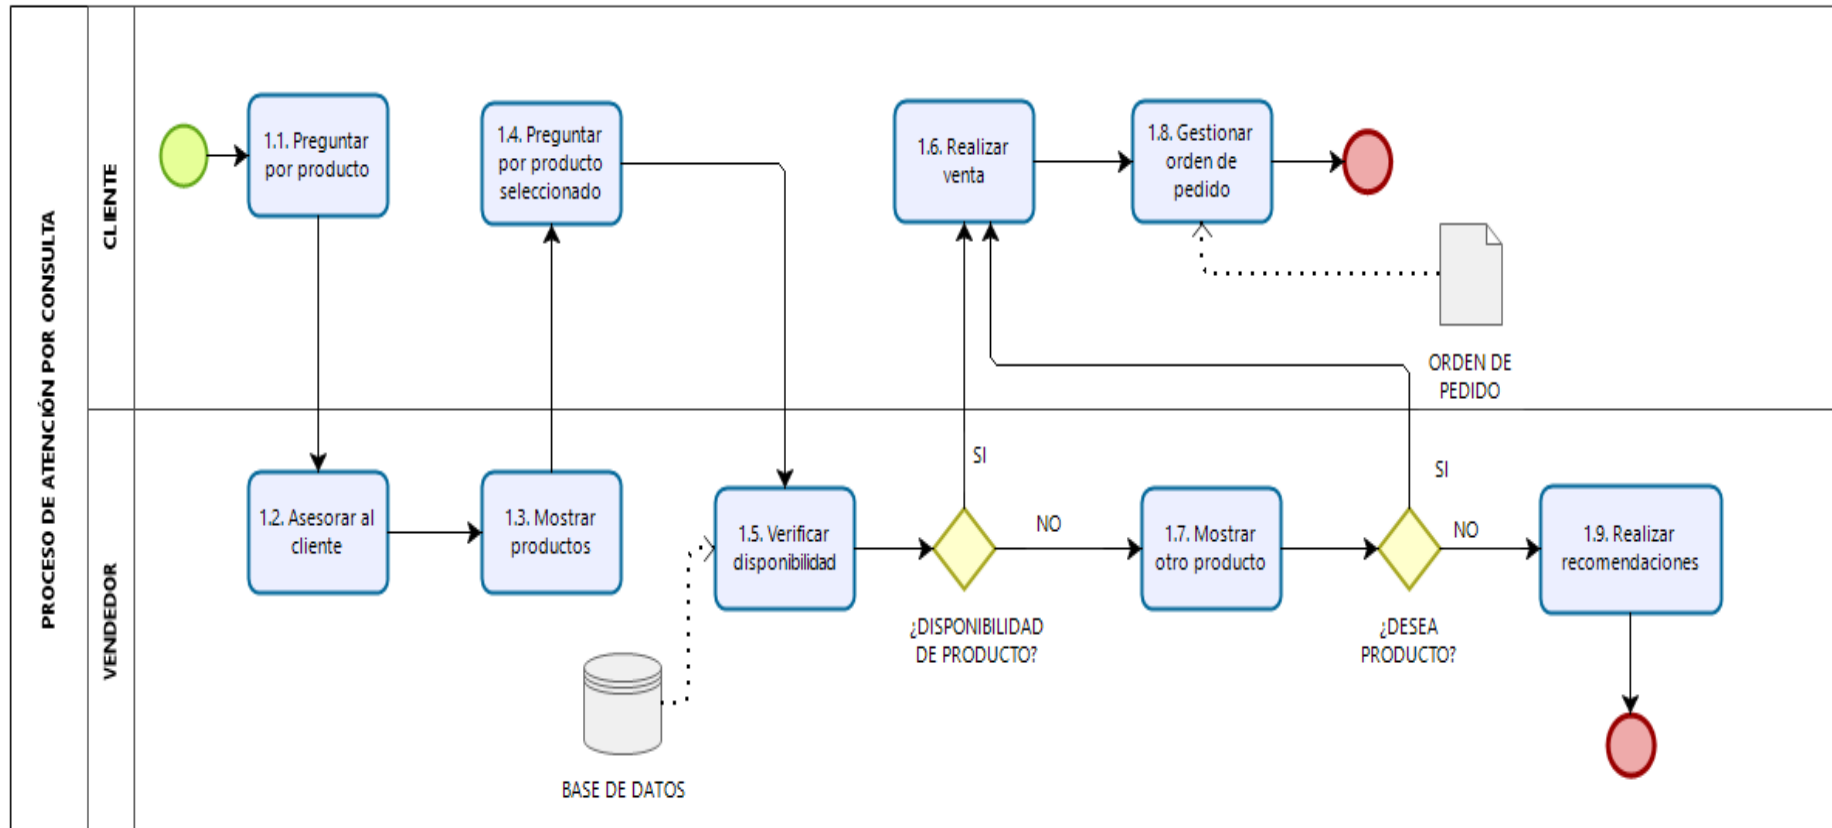 PROCESO DE ATENCIÓN POR CONSULTA
CLIENTE
1.1. Preguntar
por producto
1.4. Preguntar
por producto
seleccionado
1.6. Realizar
venta
1.8. Gestionar
orden de
pedido
ORDEN DE
PEDIDO
VENDEDOR
1.2. Asesorar al
cliente
1.3. Mostrar
productos
1.5. Verificar
disponibilidad
BASE DE DATOS
SI
NO
¿DISPONIBILIDAD
DE PRODUCTO?
1.7. Mostrar
otro producto
SI
NO
¿DESEA
PRODUCTO?
1.9. Realizar
recomendaciones